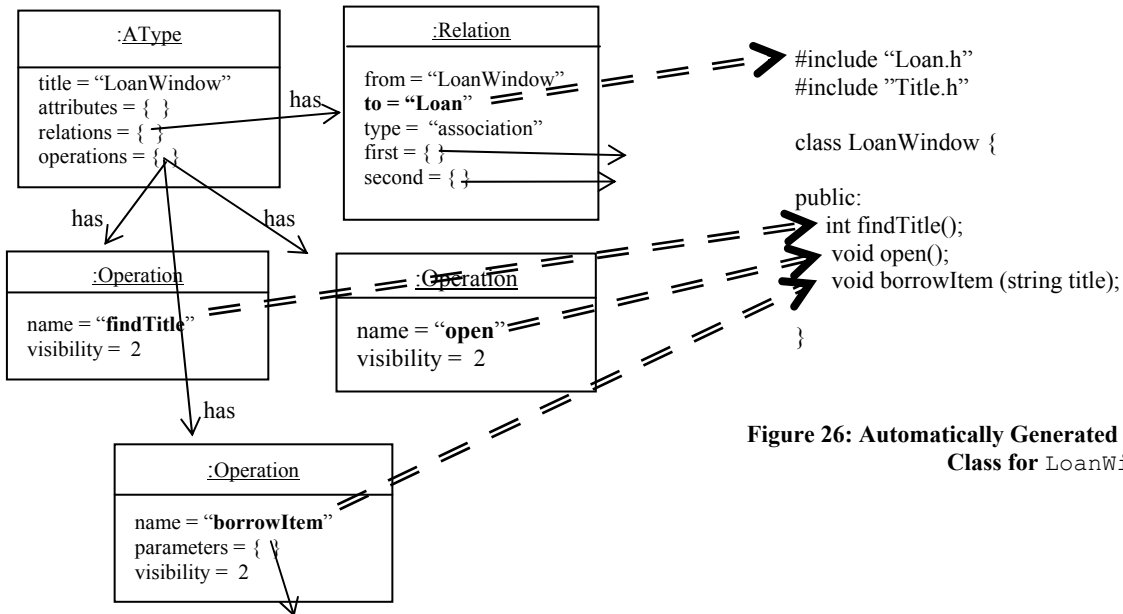 :AType
title = “LoanWindow”
attributes = { }
relations = { }
operations = { }
has
:Relation
from = “LoanWindow”
to = “Loan”
type = “association”
first = { }
second = { }
#include “Loan.h”
#include ”Title.h”
class LoanWindow {
public:
int findTitle();
void open();
void borrowItem (string title);
}
has
has
:Operation
name = “findTitle”
visibility = 2
:Operation
name = “open”
visibility = 2
has
:Operation
name = “borrowItem”
parameters = { }
visibility = 2
Figure 26: Automatically Generated
Class for LoanWi